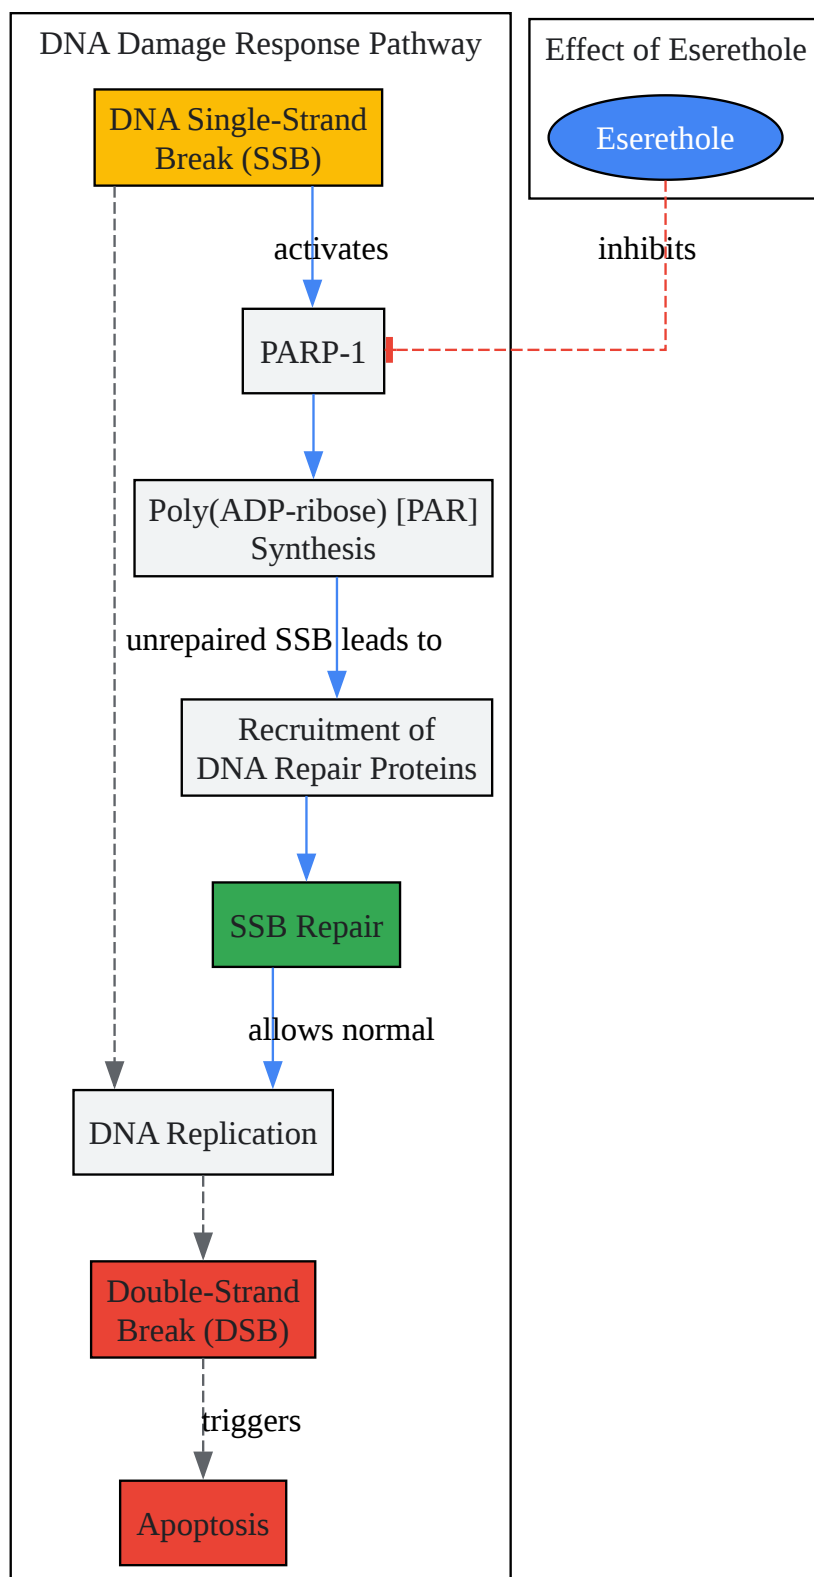 DNA Damage Response Pathway
Effect of Eserethole
DNA Single-Strand
Break (SSB)
Eserethole
activates
inhibits
PARP-1
Poly(ADP-ribose) [PAR]
Synthesis
unrepaired SSB leads to
Recruitment of
DNA Repair Proteins
SSB Repair
allows normal
DNA Replication
Double-Strand
Break (DSB)
triggers
Apoptosis